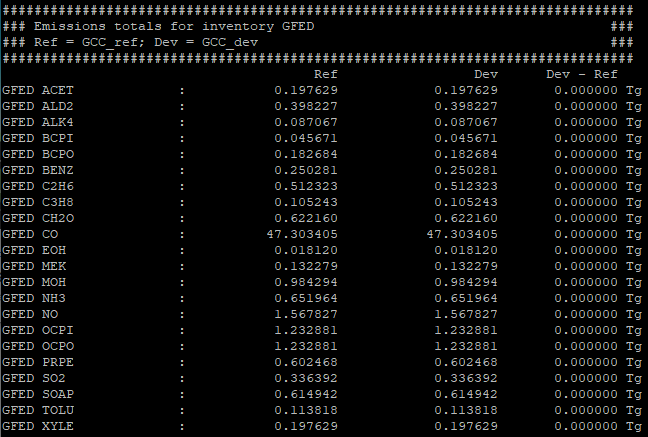 ###############################################################################
### Emissions totals for inventory GFED                                     ###
### Ref = GCC_ref; Dev = GCC_dev                                            ###
###############################################################################
Ref Dev Dev - Ref
GFED ACET : 0.197629 0.197629 0.000000 Tg
GFED ALD2 : 0.398227 0.398227 0.000000 Tg
GFED ALK4 : 0.087067 0.087067 0.000000 Tg
GFED BCPI : 0.045671 0.045671 0.000000 Tg
GFED BCPO : 0.182684 0.182684 0.000000 Tg
GFED BENZ : 0.250281 0.250281 0.000000 Tg
GFED C2H6 : 0.512323 0.512323 0.000000 Tg
GFED C3H8 : 0.105243 0.105243 0.000000 Tg
GFED CH2O : 0.622160 0.622160 0.000000 Tg
GFED CO : 47.303405 47.303405 0.000000 Tg
GFED EOH : 0.018120 0.018120 0.000000 Tg
GFED MEK : 0.132279 0.132279 0.000000 Tg
GFED MOH : 0.984294 0.984294 0.000000 Tg
GFED NH3 : 0.651964 0.651964 0.000000 Tg
GFED NO : 1.567827 1.567827 0.000000 Tg
GFED OCPI : 1.232881 1.232881 0.000000 Tg
GFED OCPO : 1.232881 1.232881 0.000000 Tg
GFED PRPE : 0.602468 0.602468 0.000000 Tg
GFED SO2 : 0.336392 0.336392 0.000000 Tg
GFED SOAP : 0.614942 0.614942 0.000000 Tg
GFED TOLU : 0.113818 0.113818 0.000000 Tg
GFED XYLE : 0.197629 0.197629 0.000000 Tg